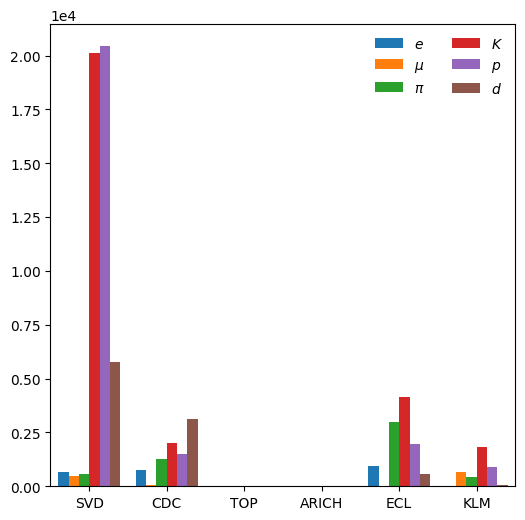 1e4
e K
μ p
π d
2.00
1.75
1.50
1.25
1.00
0.75
0.50
0.25
0.00
SVD CDC TOP ARICH ECL KLM